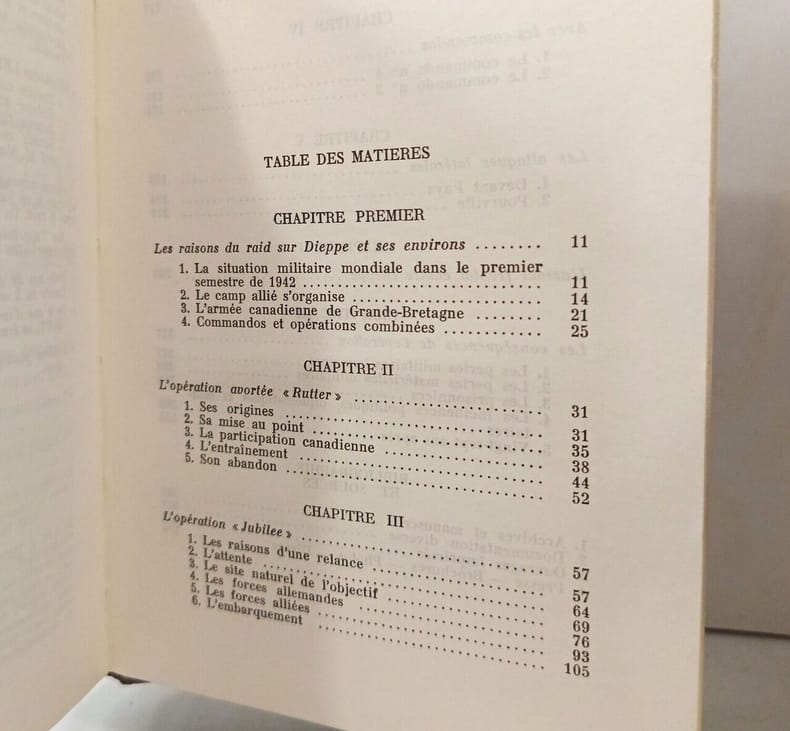 TABLE DES MATIERES
CHAPITRE PREMIER
Les raisons du raid sur Dieppe et ses environs ........ 11
1. La situation militaire mondiale dans le premier
semestre de 1942 ................................ 11
2. Le camp allié s'organise ......................... 14
3. L'armée canadienne de Grande-Bretagne ........ 21
4. Commandos et opérations combinées ............ 25
CHAPITRE II
L'opération avortée « Rutter » ........................ 31
1. Ses origines ................................ 31
2. Sa mise au point ............................ 35
3. La participation canadienne .................... 38
4. L'entraînement .............................. 44
5. Son abandon ................................ 52
CHAPITRE III
L'opération « Jubilee » .............................. 57
1. Les raisons d'une relance ...................... 57
2. L'attente .................................. 64
3. Le site naturel de l'objectif .................... 69
4. Les forces allemandes ........................ 76
5. Les forces alliées ............................ 93
6. L'embarquement ............................ 105